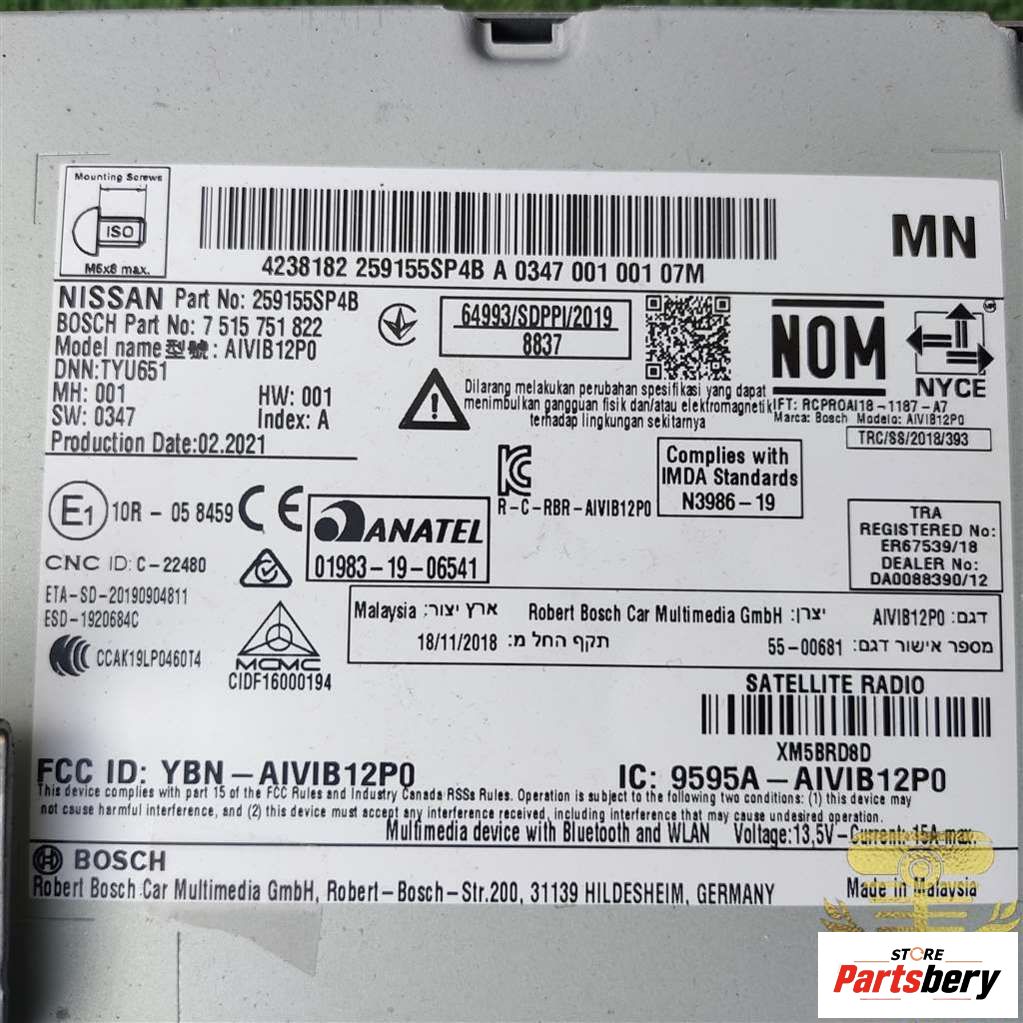 Mounting Screws
ISO
M5x8 max.
4238182 259155SP4B A 0347 001 001 07M
MN
NISSAN Part No: 259155SP4B
BOSCH Part No: 7 515 751 822
Model name型號: AIVIB12P0
DNN:TYU651
MH: 001 HW: 001
SW: 0347 Index: A
Production Date:02.2021
64993/SDPPI/2019
8837
Dilarang melakukan perubahan spesifikasi yang dapat
menimbulkan gangguan fisik dan/atau elektromagnetik
terhadap lingkungan sekitarnya
NOM
NYCE
IFT: RCPROAI18-1187-A7
Marca: Bosch Modelo: AIVIB12P0
TRC/SS/2018/393
E1 10R - 05 8459 CE
ANATEL
01983-19-06541
KC
R-C-RBR-AIVIB12P0
Complies with
IMDA Standards
N3986-19
TRA
REGISTERED No:
ER67539/18
DEALER No:
DA0088390/12
CNC ID: C-22480
ETA-SD-20190904811
ESD-1920684C
CCAK19LP0460T4
MCMC
CIDF16000194
דגם: AIVIB12P0 יצרן: Robert Bosch Car Multimedia GmbH ארץ יצור: Malaysia
מספר אישור דגם: 55-00681 תקף החל מ: 18/11/2018
SATELLITE RADIO
XM5BRD8D
FCC ID: YBN-AIVIB12P0 IC: 9595A-AIVIB12P0
This device complies with part 15 of the FCC Rules and Industry Canada RSSs Rules. Operation is subject to the following two conditions: (1) this device may
not cause harmful interference, and (2) this device must accept any interference received, including interference that may cause undesired operation.
Multimedia device with Bluetooth and WLAN Voltage:13,5V⎓Current: 15A max.
BOSCH
Robert Bosch Car Multimedia GmbH, Robert-Bosch-Str.200, 31139 HILDESHEIM, GERMANY Made in Malaysia
STORE
Partsbery